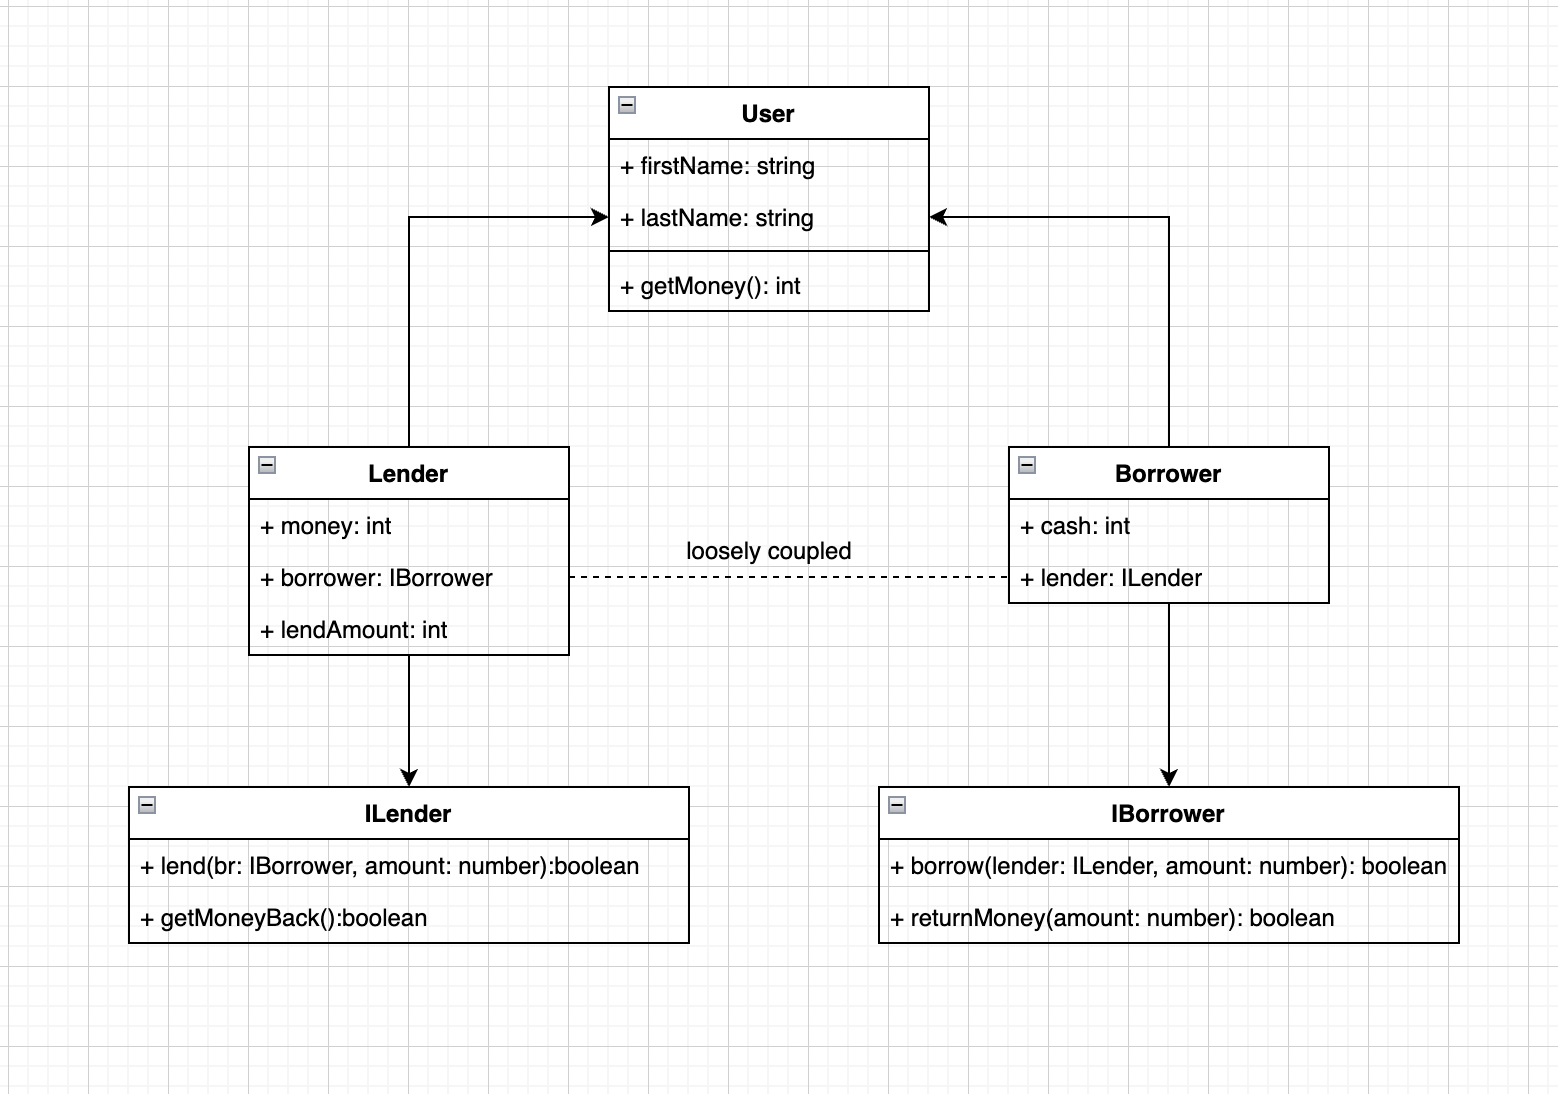 User
+ firstName: string
+ lastName: string
+ getMoney(): int
Lender
+ money: int
+ borrower: IBorrower
+ lendAmount: int
loosely coupled
Borrower
+ cash: int
+ lender: ILender
ILender
+ lend(br: IBorrower, amount: number):boolean
+ getMoneyBack():boolean
IBorrower
+ borrow(lender: ILender, amount: number): boolean
+ returnMoney(amount: number): boolean